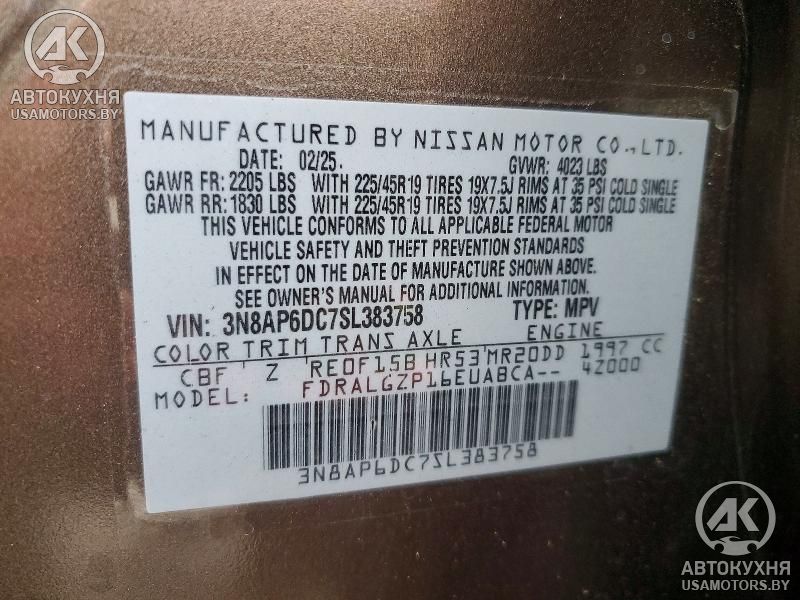 АК
АВТОКУХНЯ
USAMOTORS.BY
MANUFACTURED BY NISSAN MOTOR CO.,LTD.
DATE: 02/25. GVWR: 4023 LBS
GAWR FR: 2205 LBS WITH 225/45R19 TIRES 19X7.5J RIMS AT 35 PSI COLD SINGLE
GAWR RR: 1830 LBS WITH 225/45R19 TIRES 19X7.5J RIMS AT 35 PSI COLD SINGLE
THIS VEHICLE CONFORMS TO ALL APPLICABLE FEDERAL MOTOR
VEHICLE SAFETY AND THEFT PREVENTION STANDARDS
IN EFFECT ON THE DATE OF MANUFACTURE SHOWN ABOVE.
SEE OWNER'S MANUAL FOR ADDITIONAL INFORMATION.
VIN: 3N8AP6DC7SL383758 TYPE: MPV
COLOR TRIM TRANS AXLE ENGINE
CBF Z RE0F15B HR53 MR20DD 1997 CC
MODEL: FDRALGZP16EUABCA-- 4Z000
3N8AP6DC7SL383758
АК
АВТОКУХНЯ
USAMOTORS.BY